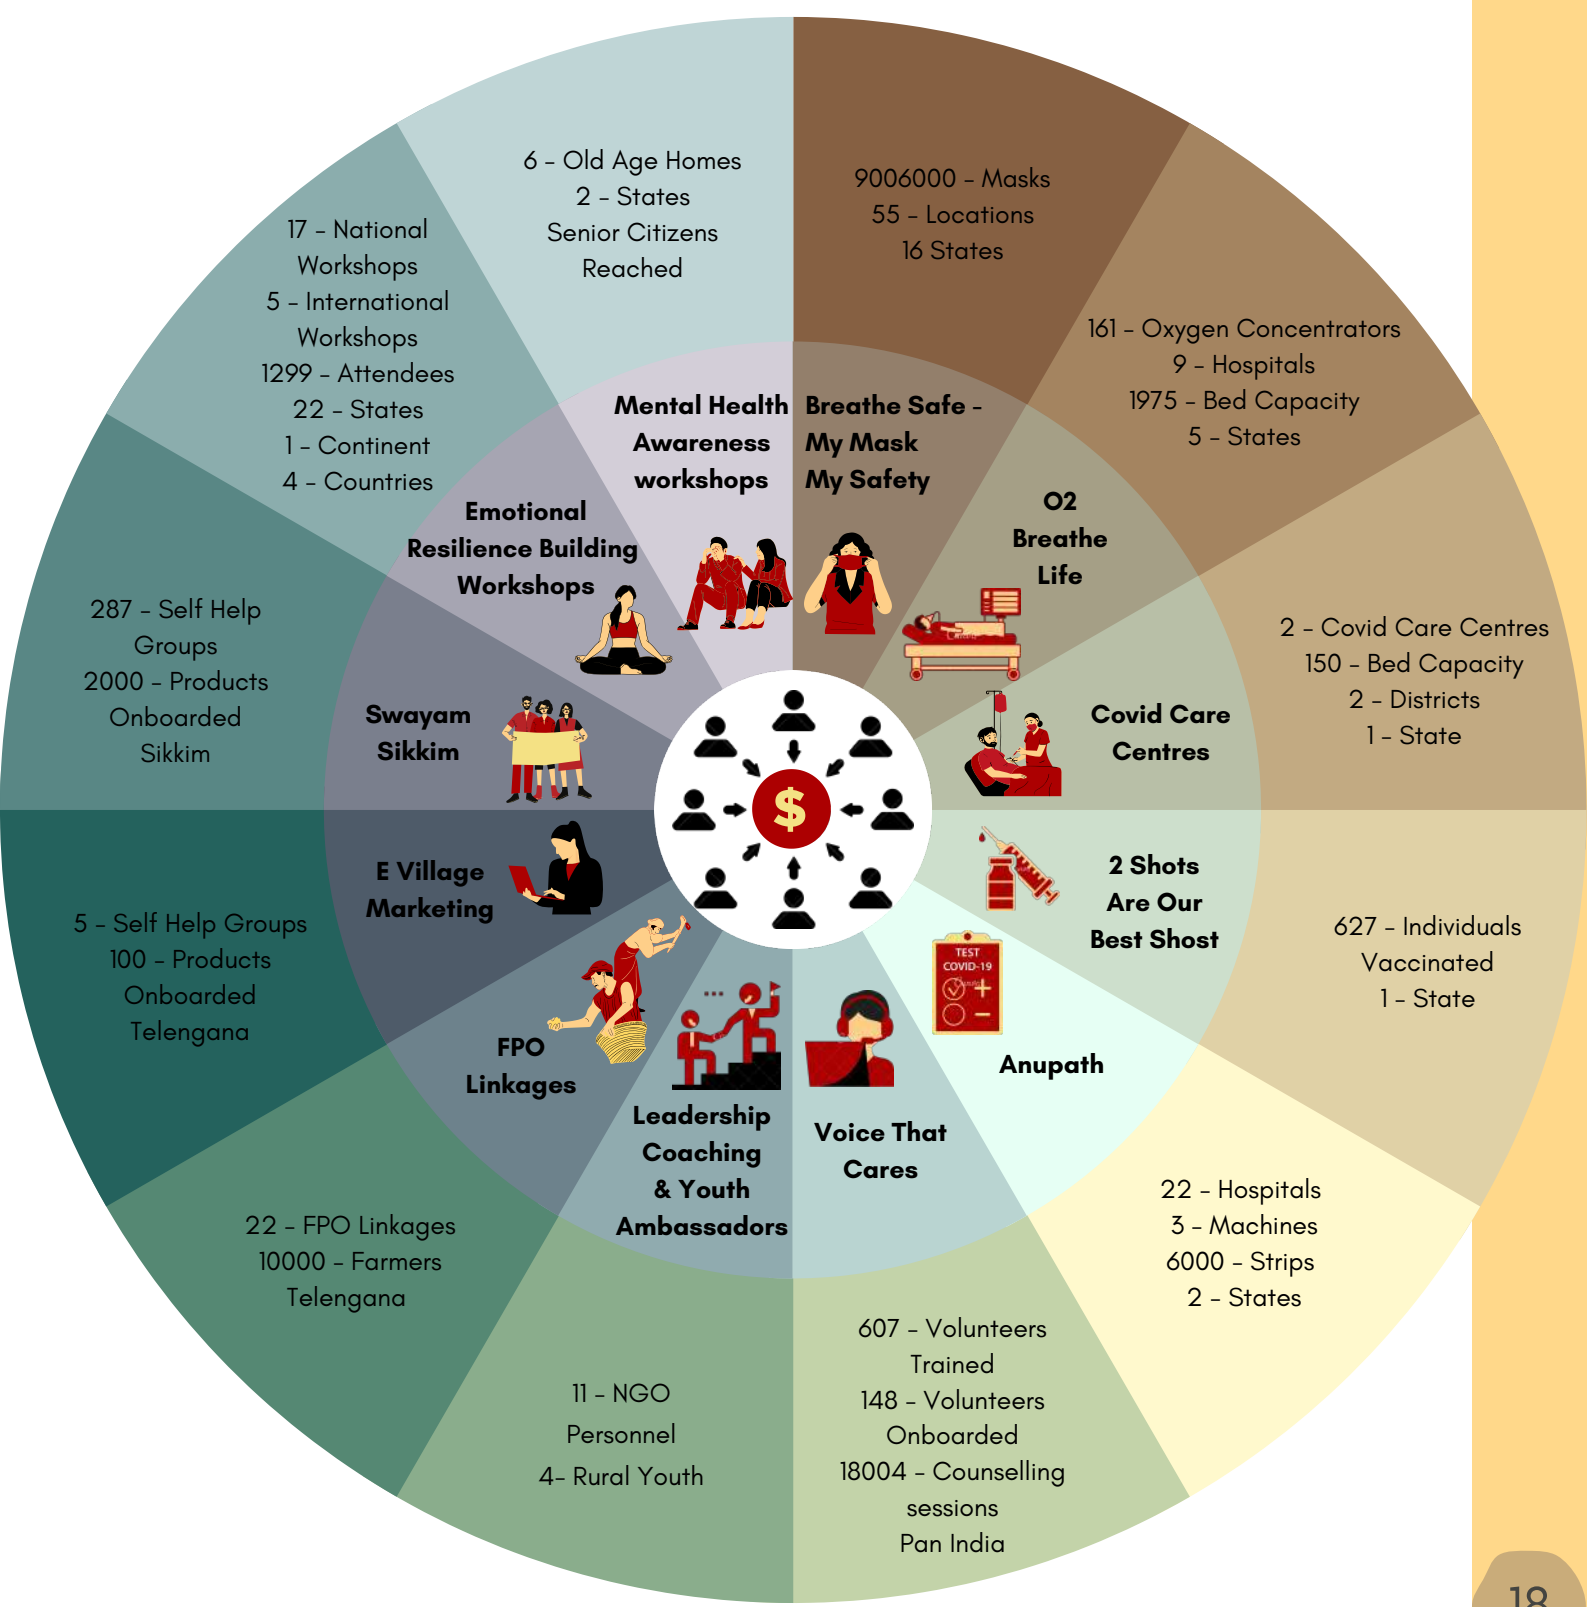 6 - Old Age Homes
2 - States
Senior Citizens
Reached
9006000 - Masks
55 - Locations
16 States
17 - National
Workshops
5 - International
Workshops
1299 - Attendees
22 - States
1 - Continent
4 - Countries
161 - Oxygen Concentrators
9 - Hospitals
1975 - Bed Capacity
5 - States
Mental Health
Awareness
workshops
Breathe Safe -
My Mask
My Safety
Emotional
Resilience Building
Workshops
O2
Breathe
Life
287 - Self Help
Groups
2000 - Products
Onboarded
Sikkim
Swayam
Sikkim
Covid Care
Centres
2 - Covid Care Centres
150 - Bed Capacity
2 - Districts
1 - State
$
5 - Self Help Groups
100 - Products
Onboarded
Telengana
E Village
Marketing
2 Shots
Are Our
Best Shost
627 - Individuals
Vaccinated
1 - State
TEST
COVID-19
FPO
Linkages
Leadership
Coaching
& Youth
Ambassadors
Voice That
Cares
Anupath
22 - FPO Linkages
10000 - Farmers
Telengana
11 - NGO
Personnel
4- Rural Youth
607 - Volunteers
Trained
148 - Volunteers
Onboarded
18004 - Counselling
sessions
Pan India
22 - Hospitals
3 - Machines
6000 - Strips
2 - States
18